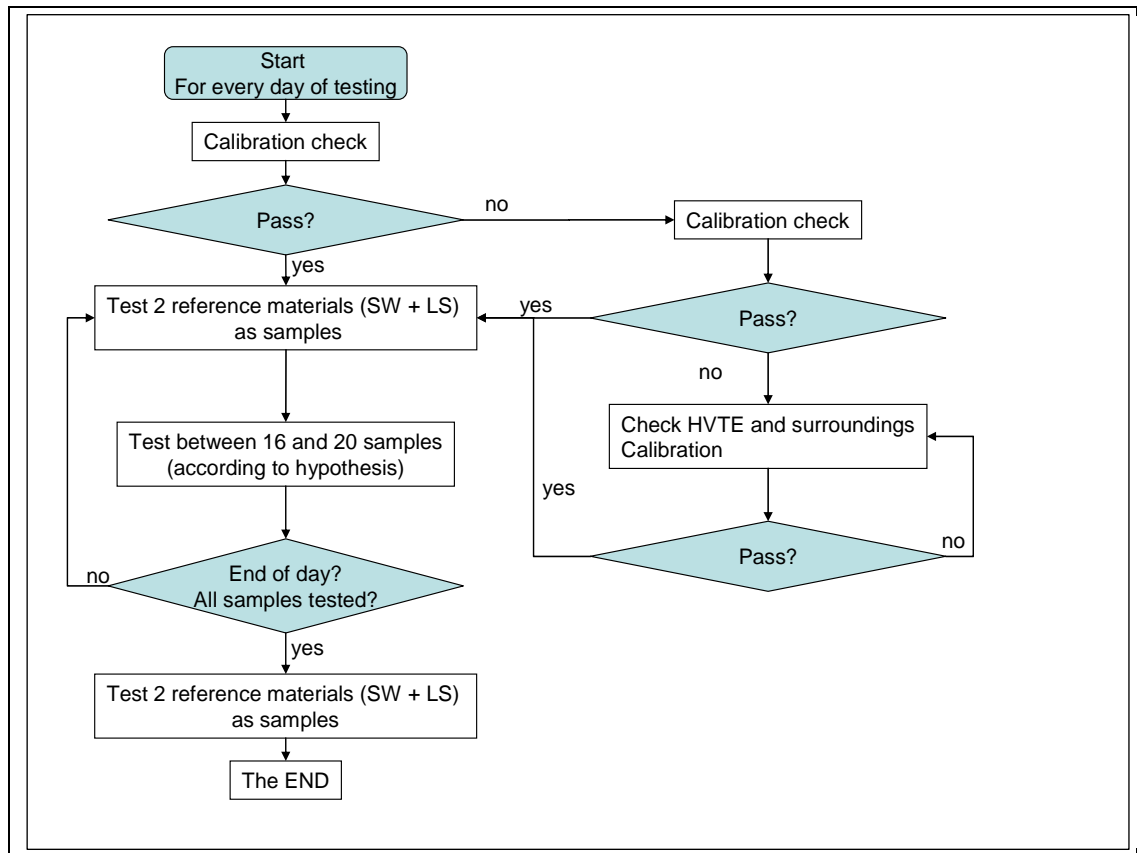 Start
For every day of testing
Calibration check
Pass?
no
Calibration check
yes
Test 2 reference materials (SW + LS)
as samples
yes
Pass?
no
Test between 16 and 20 samples
(according to hypothesis)
Check HVTE and surroundings
Calibration
yes
Pass?
no
no
End of day?
All samples tested?
yes
Test 2 reference materials (SW + LS)
as samples
The END